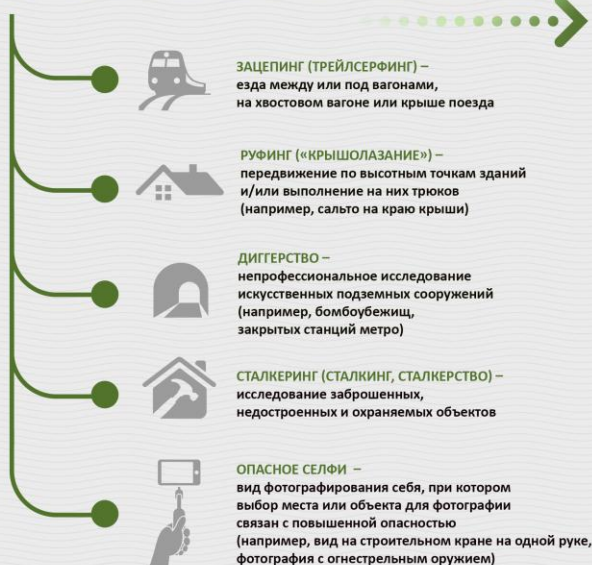 ЗАЦЕПИНГ (ТРЕЙЛСЕРФИНГ) –
езда между или под вагонами,
на хвостовом вагоне или крыше поезда
РУФИНГ («КРЫШОЛАЗАНИЕ») –
передвижение по высотным точкам зданий
и/или выполнение на них трюков
(например, сальто на краю крыши)
ДИГГЕРСТВО –
непрофессиональное исследование
искусственных подземных сооружений
(например, бомбоубежищ,
закрытых станций метро)
СТАЛКЕРИНГ (СТАЛКИНГ, СТАЛКЕРСТВО) –
исследование заброшенных,
недостроенных и охраняемых объектов
ОПАСНОЕ СЕЛФИ –
вид фотографирования себя, при котором
выбор места или объекта для фотографии
связан с повышенной опасностью
(например, вид на строительном кране на одной руке,
фотография с огнестрельным оружием)